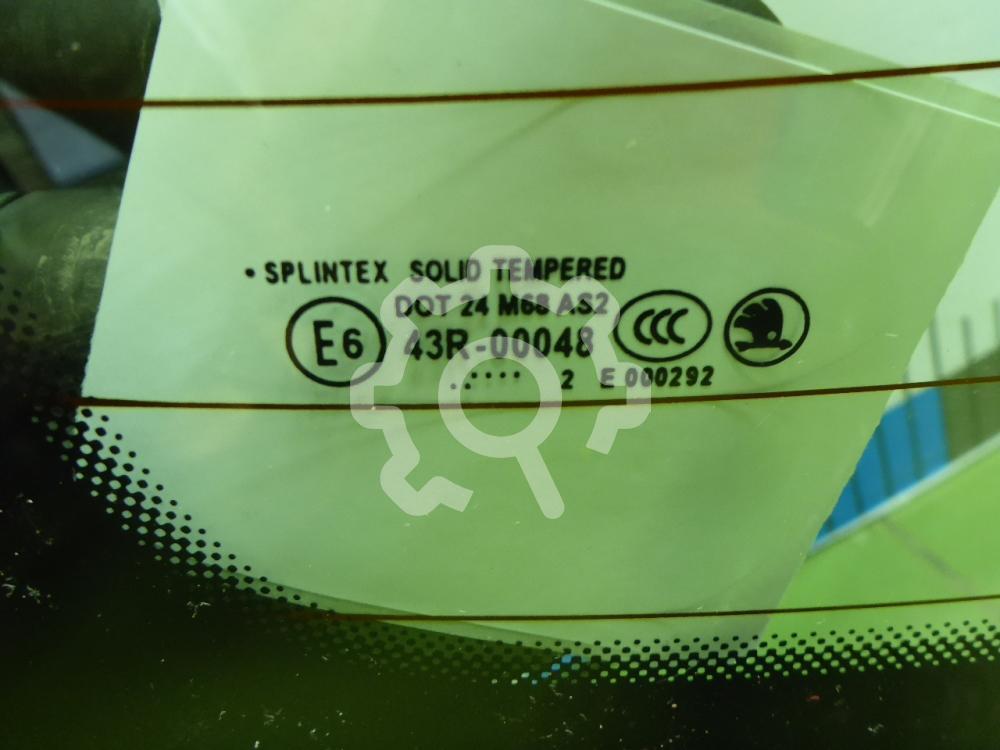 • SPLINTEX SOLID TEMPERED
DOT 24 M68 AS2
E6 43R-00048 CCC
..····· 2 E 000292